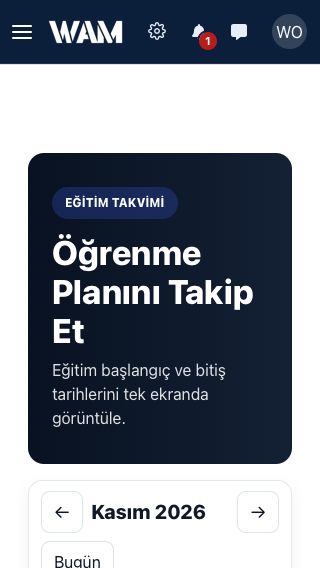 WAM
1
WO
EĞİTİM TAKVİMİ
Öğrenme
Planını Takip
Et
Eğitim başlangıç ve bitiş
tarihlerini tek ekranda
görüntüle.
← Kasım 2026 →
Bugün